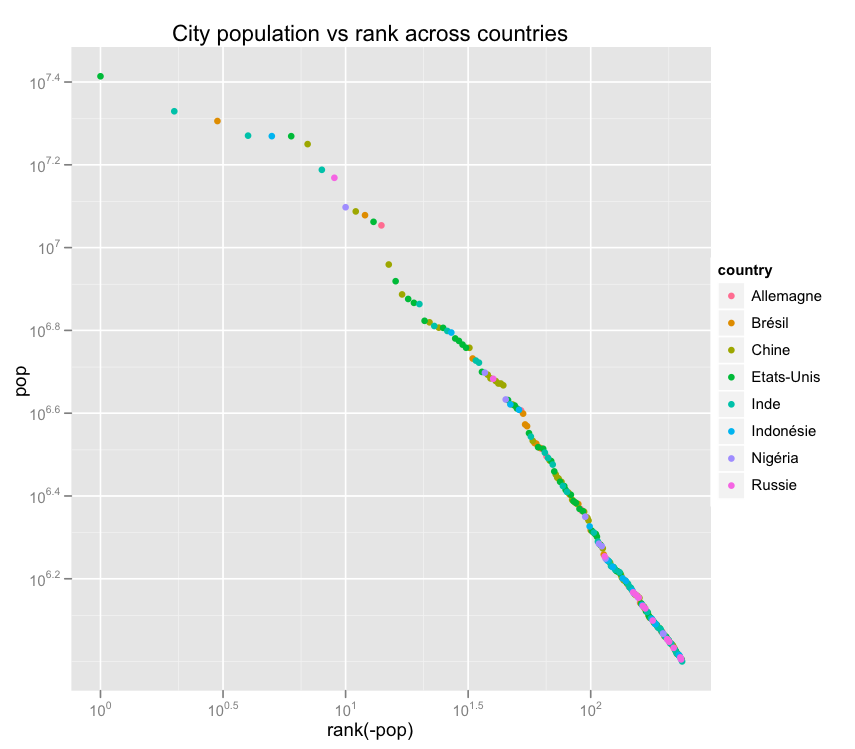 City population vs rank across countries
pop
10^7.4
10^7.2
10^7
10^6.8
10^6.6
10^6.4
10^6.2
10^0
10^0.5
10^1
10^1.5
10^2
rank(-pop)
country
Allemagne
Brésil
Chine
Etats-Unis
Inde
Indonésie
Nigéria
Russie